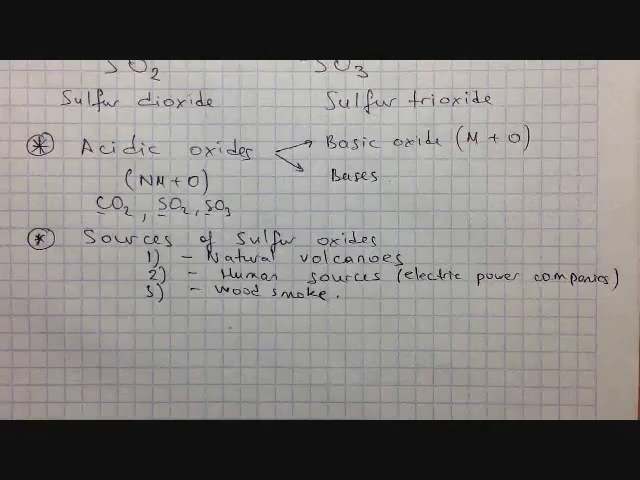 SO2 SO3
Sulfur dioxide Sulfur trioxide
* Acidic oxides Basic oxide (M + O)
(NM + O) Bases
CO2, SO2, SO3
* Sources of Sulfur oxides
1) - Natural volcanoes
2) - Human sources (electric power companies)
3) - Wood smoke.